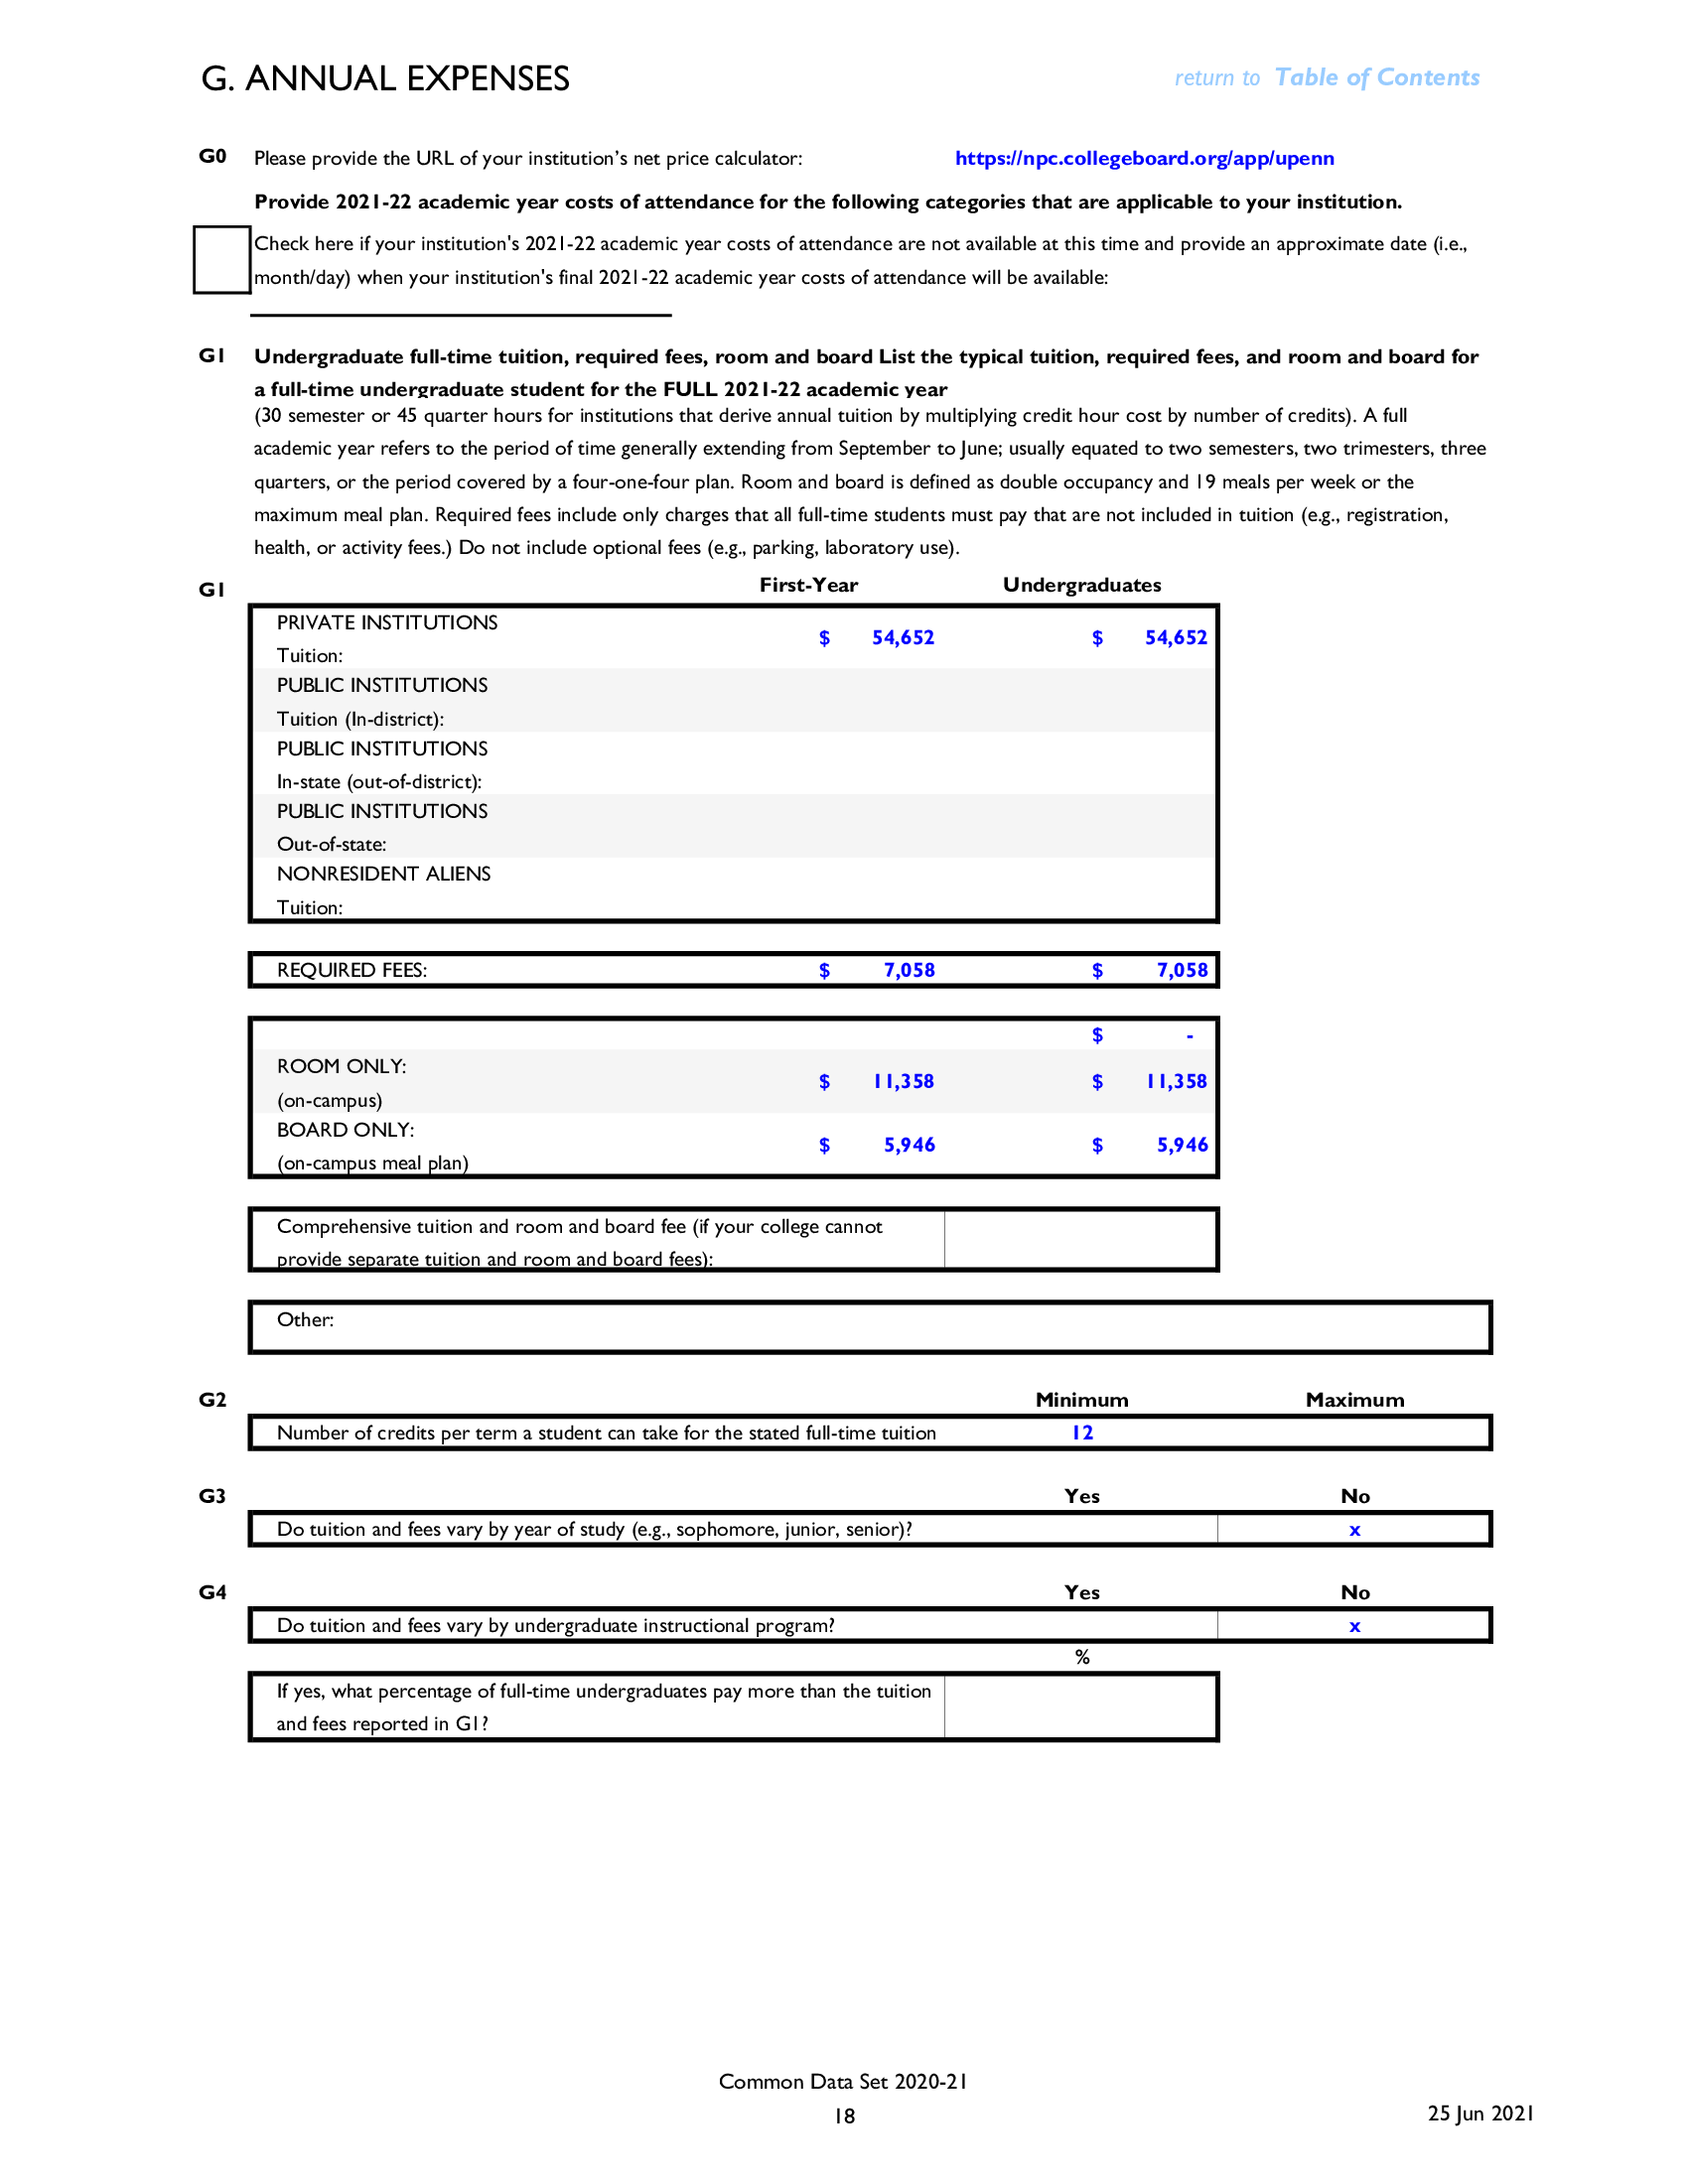 G. ANNUAL EXPENSES
return to Table of Contents
G0 Please provide the URL of your institution’s net price calculator: https://npc.collegeboard.org/app/upenn
Provide 2021-22 academic year costs of attendance for the following categories that are applicable to your institution.
Check here if your institution's 2021-22 academic year costs of attendance are not available at this time and provide an approximate date (i.e.,
month/day) when your institution's final 2021-22 academic year costs of attendance will be available:
G1 Undergraduate full-time tuition, required fees, room and board List the typical tuition, required fees, and room and board for
a full-time undergraduate student for the FULL 2021-22 academic year
(30 semester or 45 quarter hours for institutions that derive annual tuition by multiplying credit hour cost by number of credits). A full
academic year refers to the period of time generally extending from September to June; usually equated to two semesters, two trimesters, three
quarters, or the period covered by a four-one-four plan. Room and board is defined as double occupancy and 19 meals per week or the
maximum meal plan. Required fees include only charges that all full-time students must pay that are not included in tuition (e.g., registration,
health, or activity fees.) Do not include optional fees (e.g., parking, laboratory use).
G1 First-Year Undergraduates
PRIVATE INSTITUTIONS
Tuition: $ 54,652 $ 54,652
PUBLIC INSTITUTIONS
Tuition (In-district):
PUBLIC INSTITUTIONS
In-state (out-of-district):
PUBLIC INSTITUTIONS
Out-of-state:
NONRESIDENT ALIENS
Tuition:
REQUIRED FEES: $ 7,058 $ 7,058
$ -
ROOM ONLY:
(on-campus) $ 11,358 $ 11,358
BOARD ONLY:
(on-campus meal plan) $ 5,946 $ 5,946
Comprehensive tuition and room and board fee (if your college cannot
provide separate tuition and room and board fees):
Other:
G2 Minimum Maximum
Number of credits per term a student can take for the stated full-time tuition 12
G3 Yes No
Do tuition and fees vary by year of study (e.g., sophomore, junior, senior)? x
G4 Yes No
Do tuition and fees vary by undergraduate instructional program? x
%
If yes, what percentage of full-time undergraduates pay more than the tuition
and fees reported in G1?
Common Data Set 2020-21
18
25 Jun 2021